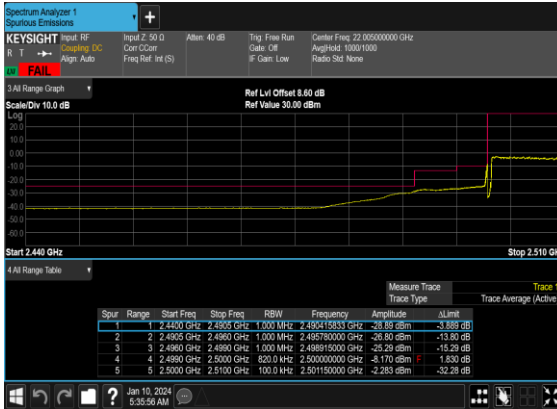 Spectrum Analyzer 1
Spurious Emissions
KEYSIGHT
R T
LXI
FAIL
Input: RF
Coupling: DC
Align: Auto
Input Z: 50 Ω
Corr CCorr
Freq Ref: Int (S)
Atten: 40 dB
Trig: Free Run
Gate: Off
IF Gain: Low
Center Freq: 22.005000000 GHz
Avg|Hold: 1000/1000
Radio Std: None
3 All Range Graph
Scale/Div 10.0 dB
Ref Lvl Offset 8.60 dB
Ref Value 30.00 dBm
Log
20.0
10.0
0.00
-10.0
-20.0
-30.0
-40.0
-50.0
-60.0
Start 2.440 GHz
Stop 2.510 GH
4 All Range Table
Measure Trace Trace 1
Trace Type Trace Average (Active
Spur Range Start Freq Stop Freq RBW Frequency Amplitude ΔLimit
1 1 2.4400 GHz 2.4905 GHz 1.000 MHz 2.490415833 GHz -28.89 dBm -3.889 dB
2 2 2.4905 GHz 2.4960 GHz 1.000 MHz 2.495780000 GHz -26.80 dBm -13.80 dB
3 3 2.4960 GHz 2.4990 GHz 1.000 MHz 2.498915000 GHz -25.29 dBm -15.29 dB
4 4 2.4990 GHz 2.5000 GHz 820.0 kHz 2.500000000 GHz -8.170 dBm F 1.830 dB
5 5 2.5000 GHz 2.5100 GHz 100.0 kHz 2.501150000 GHz -2.283 dBm -32.28 dB
Jan 10, 2024
5:35:56 AM